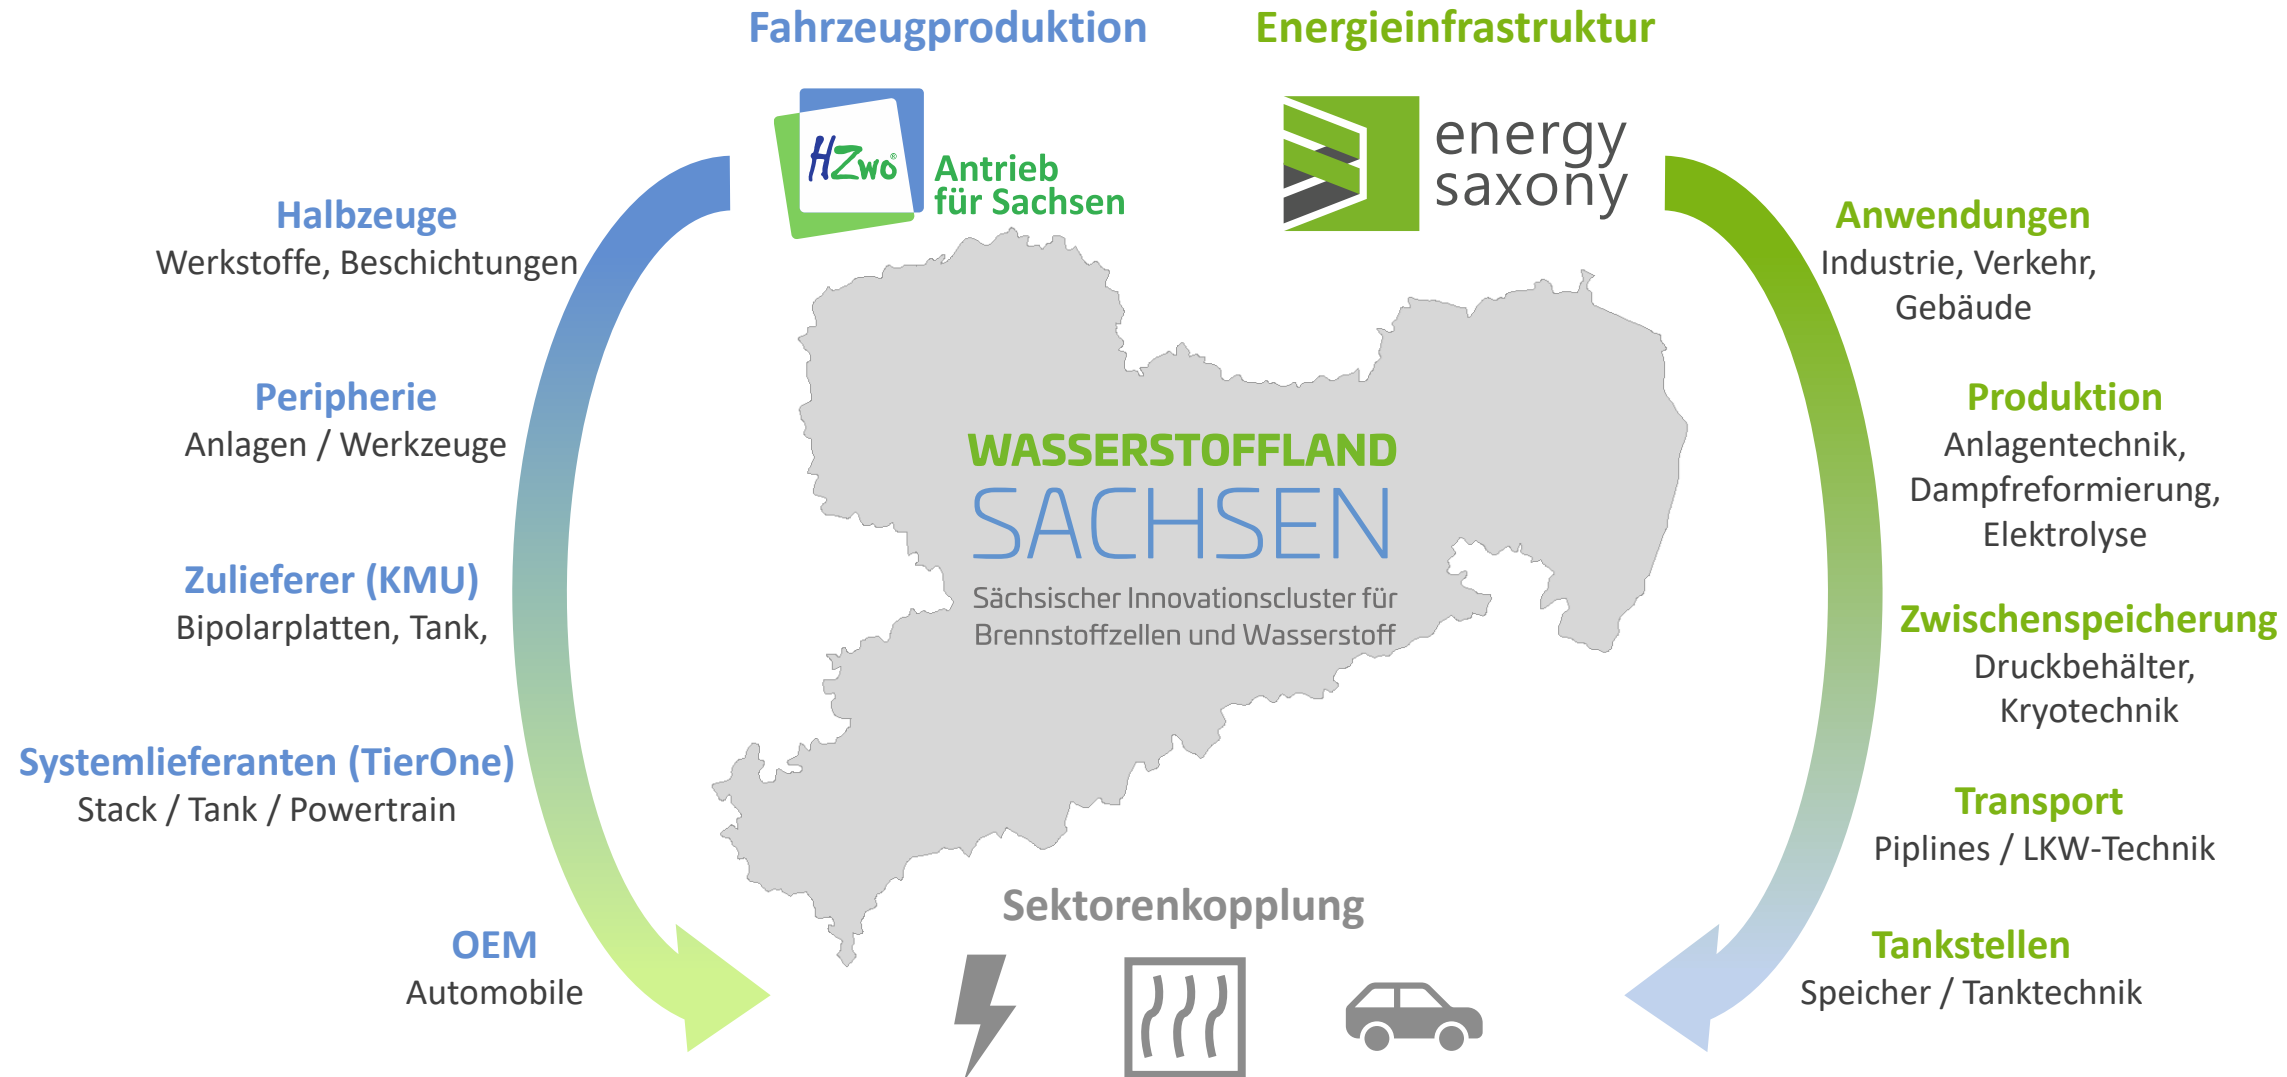 Fahrzeugproduktion
Energieinfrastruktur
HZwo®
Antrieb
für Sachsen
energy
saxony
Halbzeuge
Werkstoffe, Beschichtungen
Peripherie
Anlagen / Werkzeuge
Zulieferer (KMU)
Bipolarplatten, Tank,
Systemlieferanten (TierOne)
Stack / Tank / Powertrain
OEM
Automobile
WASSERSTOFFLAND
SACHSEN
Sächsischer Innovationscluster für
Brennstoffzellen und Wasserstoff
Sektorenkopplung
Anwendungen
Industrie, Verkehr,
Gebäude
Produktion
Anlagentechnik,
Dampfreformierung,
Elektrolyse
Zwischenspeicherung
Druckbehälter,
Kryotechnik
Transport
Piplines / LKW-Technik
Tankstellen
Speicher / Tanktechnik